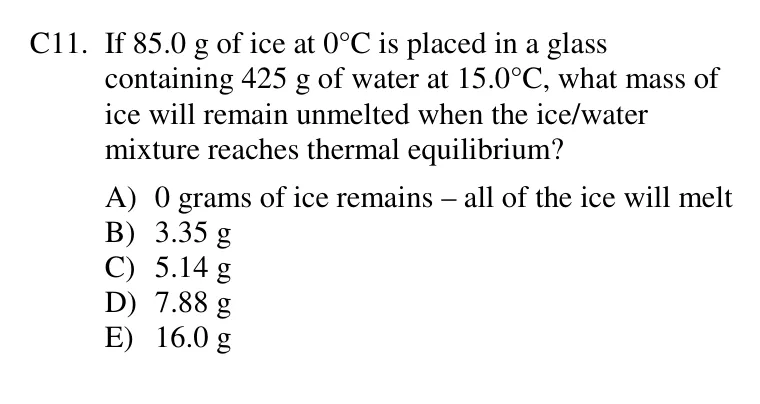 C11. If 85.0 g of ice at 0°C is placed in a glass
containing 425 g of water at 15.0°C, what mass of
ice will remain unmelted when the ice/water
mixture reaches thermal equilibrium?
A) 0 grams of ice remains – all of the ice will melt
B) 3.35 g
C) 5.14 g
D) 7.88 g
E) 16.0 g